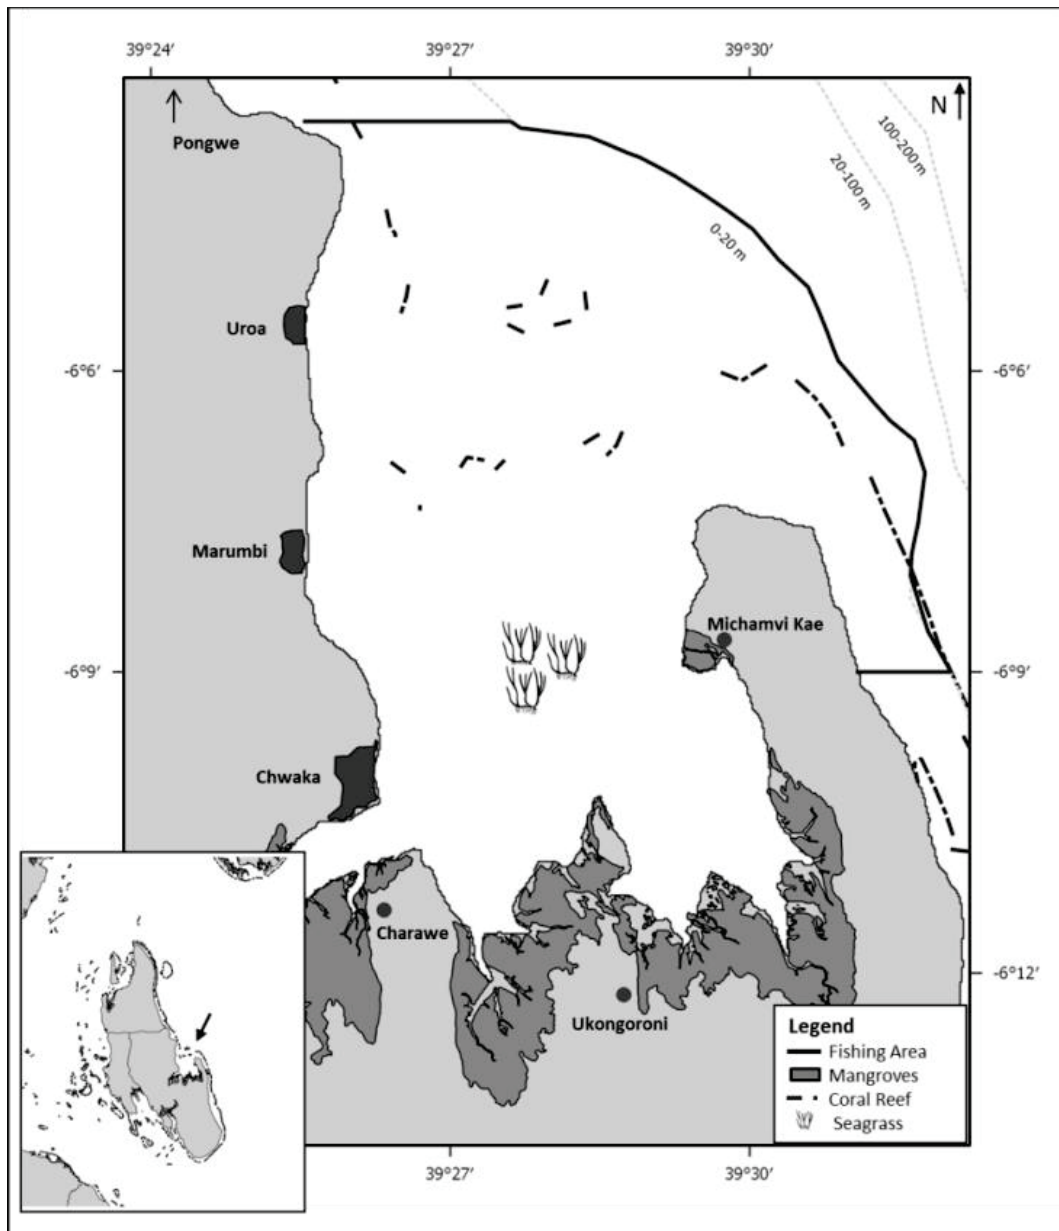 39°24′ 39°27′ 39°30′
N
Pongwe
100-200 m
20-100 m
0-20 m
Uroa
-6°6′ -6°6′
Marumbi
Michamvi Kae
-6°9′ -6°9′
Chwaka
Charawe
-6°12′
Ukongoroni
Legend
Fishing Area
Mangroves
Coral Reef
Seagrass
39°27′ 39°30′